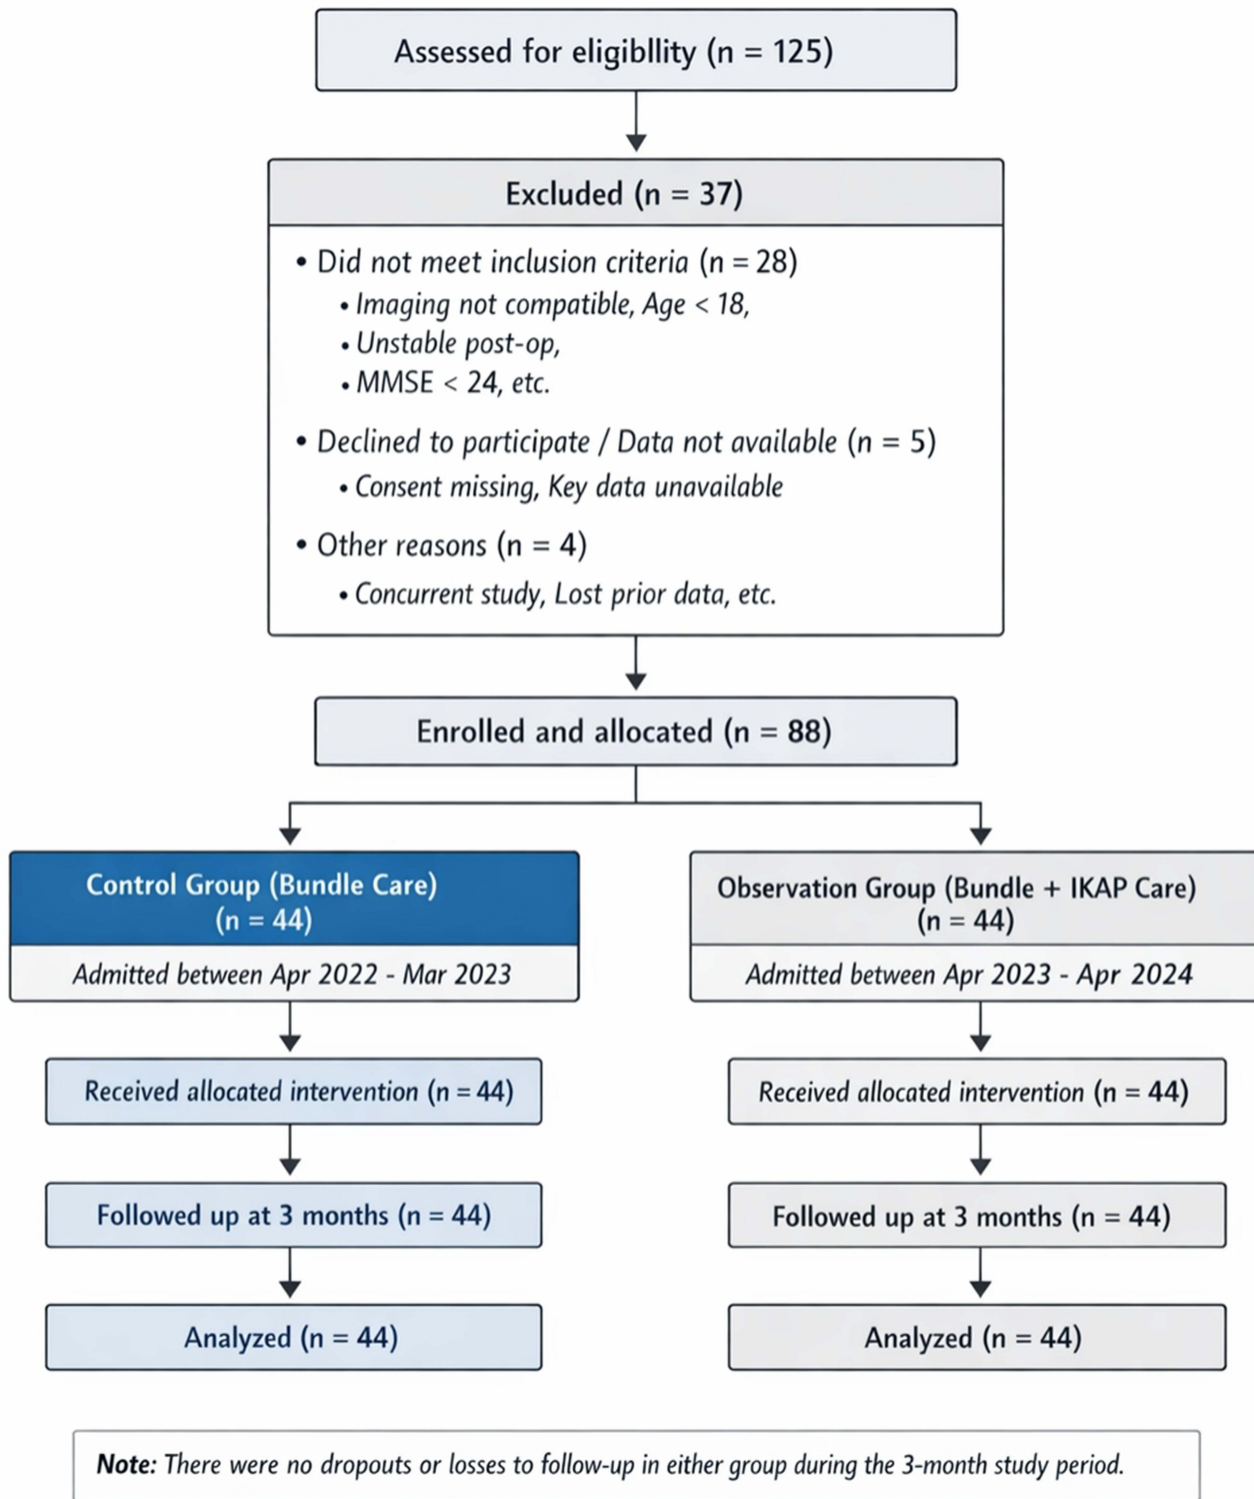 Assessed for eligibllity (n = 125)
Excluded (n = 37)
• Did not meet inclusion criteria (n = 28)
• Imaging not compatible, Age < 18,
• Unstable post-op,
• MMSE < 24, etc.
• Declined to participate / Data not available (n = 5)
• Consent missing, Key data unavailable
• Other reasons (n = 4)
• Concurrent study, Lost prior data, etc.
Enrolled and allocated (n = 88)
Control Group (Bundle Care)
(n = 44)
Admitted between Apr 2022 - Mar 2023
Received allocated intervention (n = 44)
Followed up at 3 months (n = 44)
Analyzed (n = 44)
Observation Group (Bundle + IKAP Care)
(n = 44)
Admitted between Apr 2023 - Apr 2024
Received allocated intervention (n = 44)
Followed up at 3 months (n = 44)
Analyzed (n = 44)
Note: There were no dropouts or losses to follow-up in either group during the 3-month study period.